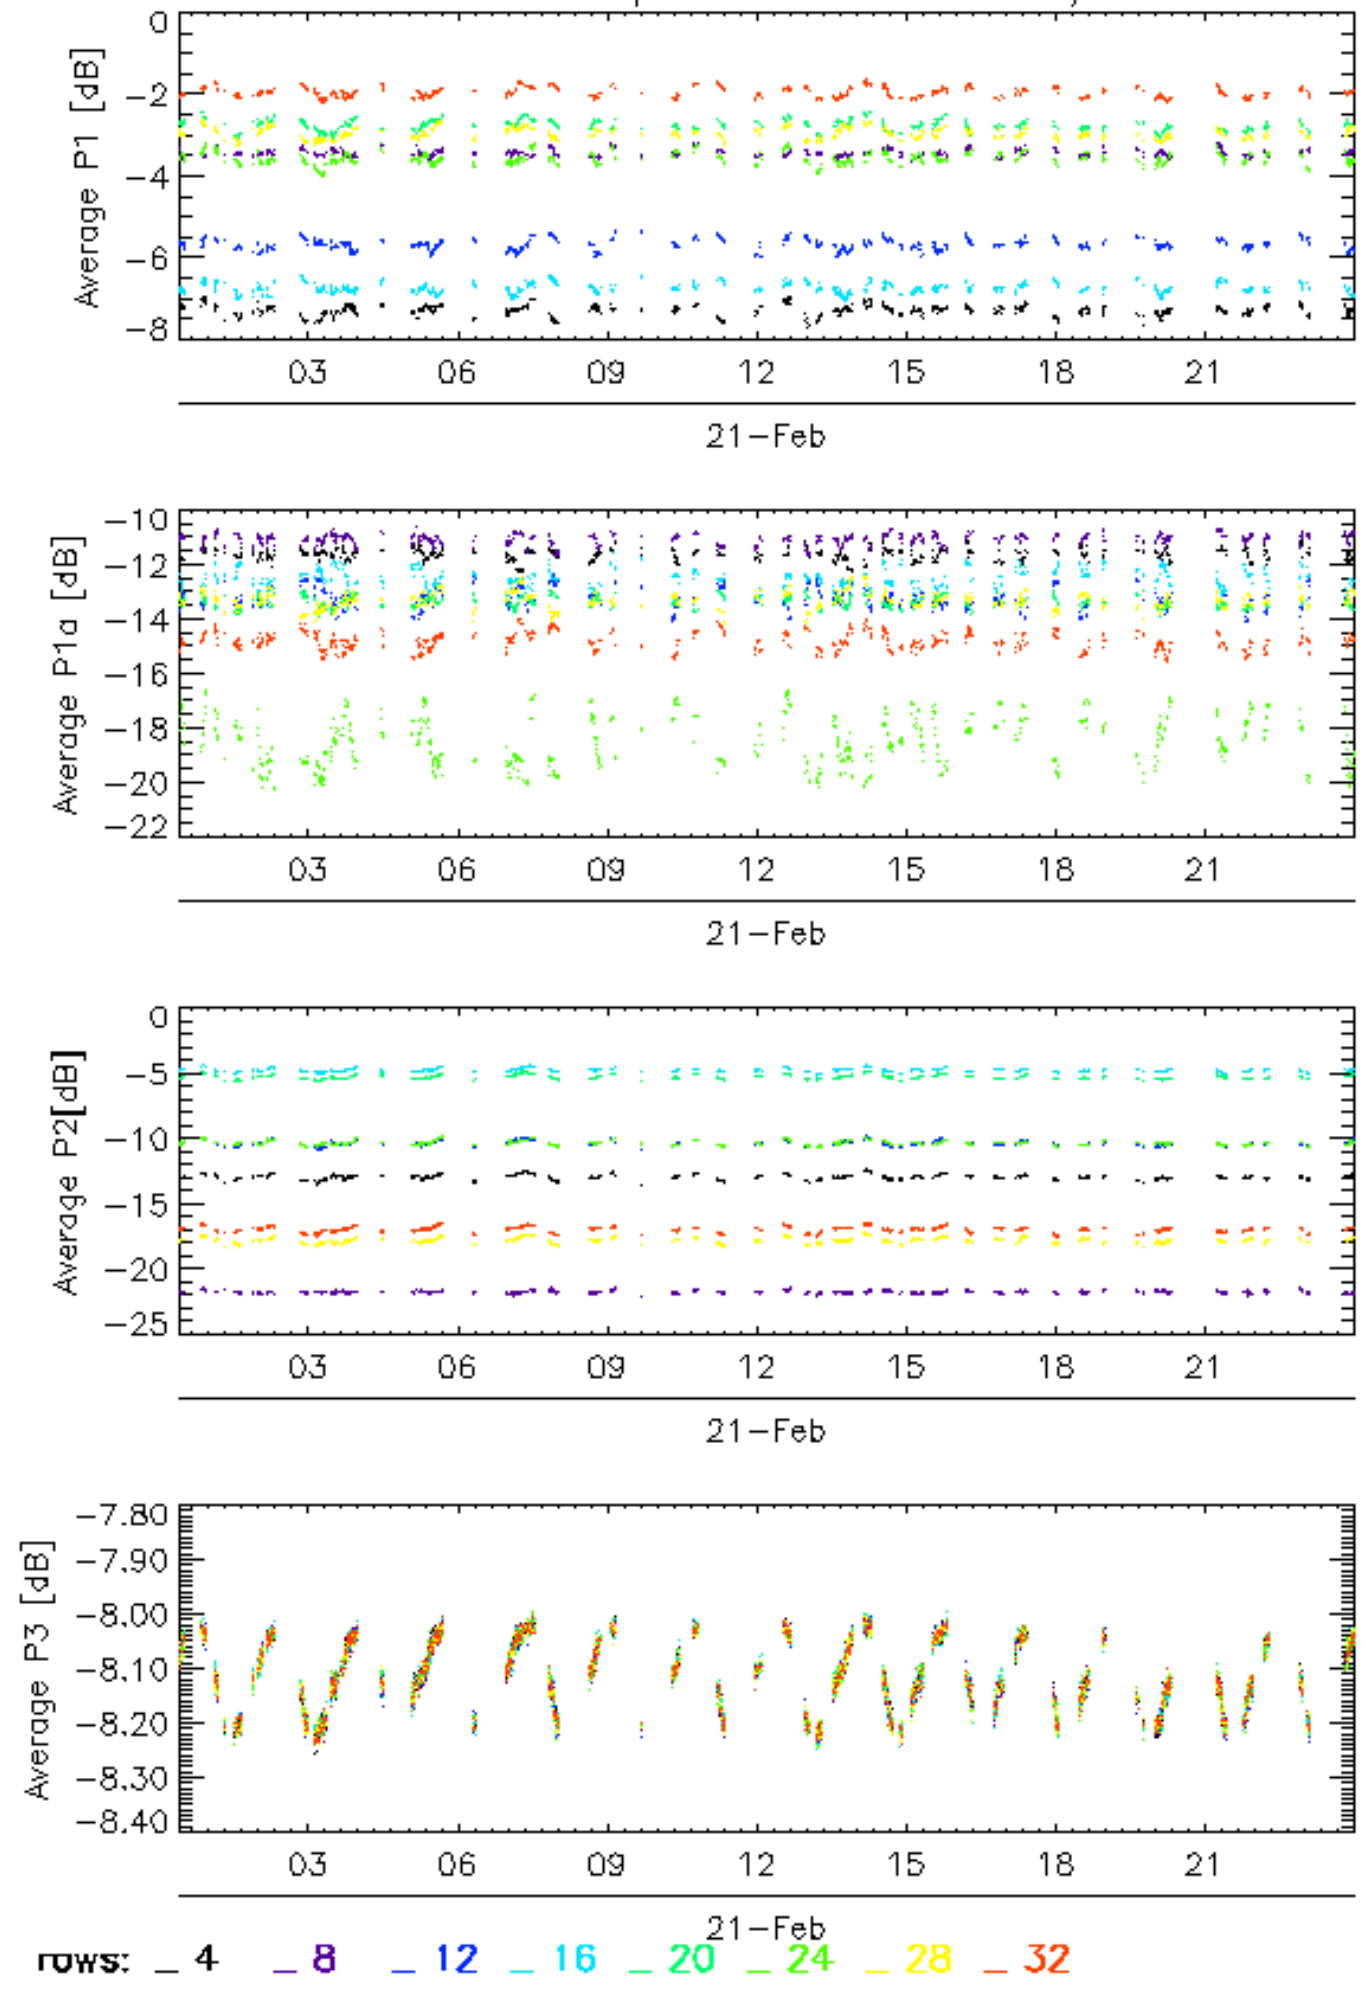 Average P1 [dB]
0
−2
−4
−6
−8
03 06 09 12 15 18 21
21−Feb
Average P1a [dB]
−10
−12
−14
−16
−18
−20
−22
03 06 09 12 15 18 21
21−Feb
Average P2[dB]
0
−5
−10
−15
−20
−25
03 06 09 12 15 18 21
21−Feb
Average P3 [dB]
−7.80
−7.90
−8.00
−8.10
−8.20
−8.30
−8.40
03 06 09 12 15 18 21
21−Feb
rows: _ 4 _ 8 _ 12 _ 16 _ 20 _ 24 _ 28 _ 32